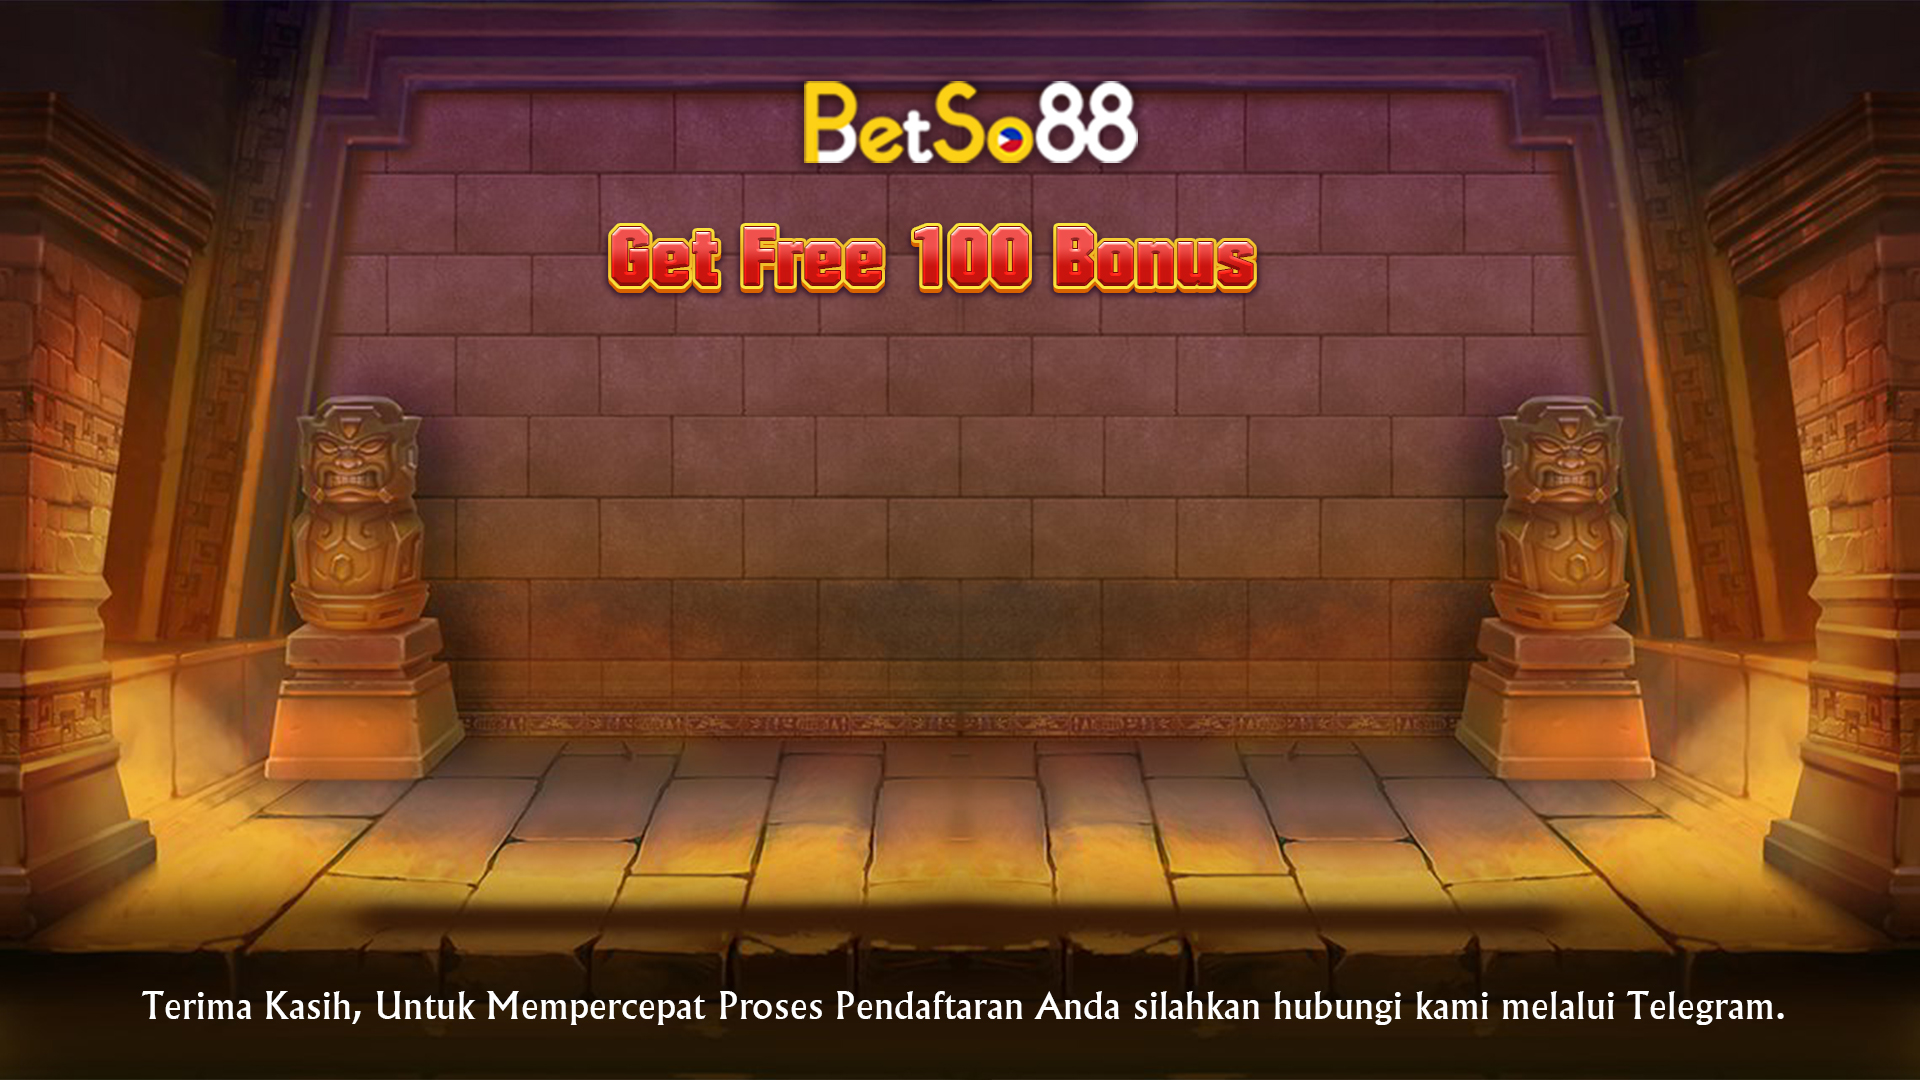 BetSo88
Get Free 100 Bonus
Terima Kasih, Untuk Mempercepat Proses Pendaftaran Anda silahkan hubungi kami melalui Telegram.